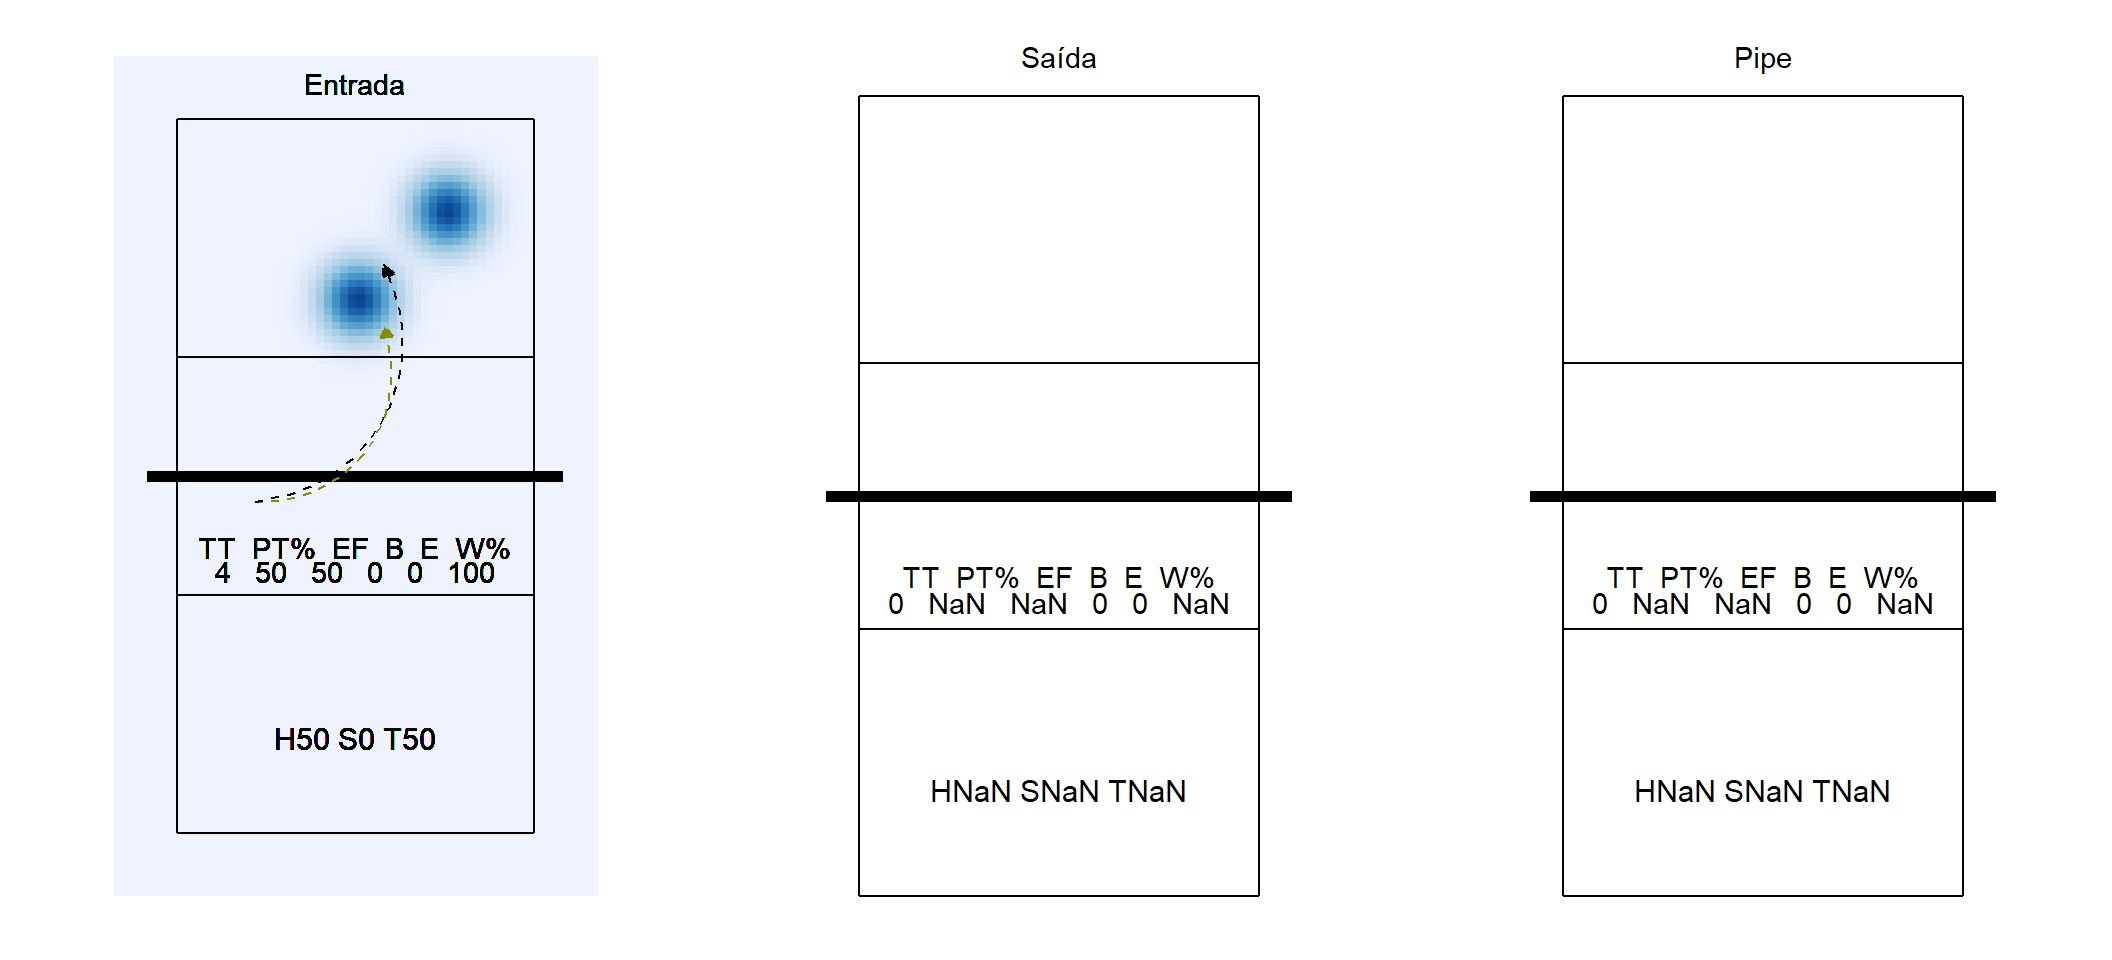 Entrada
TT PT% EF B E W%
4 50 50 0 0 100
H50 S0 T50
Saída
TT PT% EF B E W%
0 NaN NaN 0 0 NaN
HNaN SNaN TNaN
Pipe
TT PT% EF B E W%
0 NaN NaN 0 0 NaN
HNaN SNaN TNaN